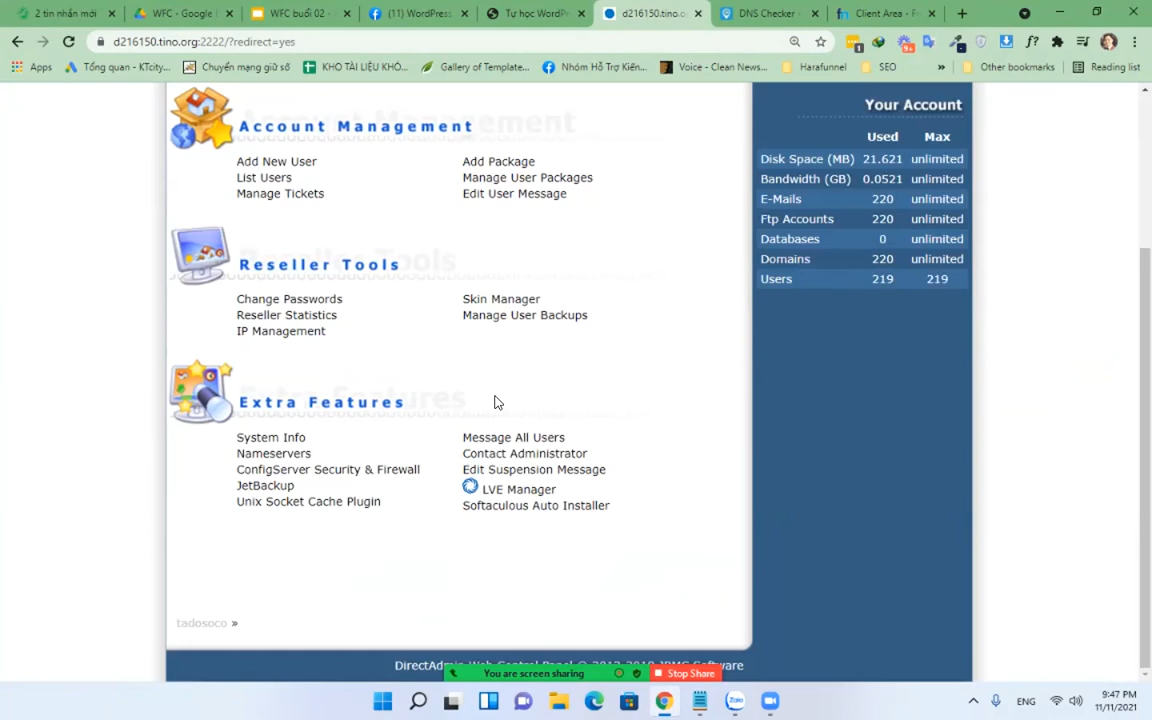 2 tin nhắn mới
WFC - Google
WFC buổi 02 -
(11) WordPress
Tự học WordP
d216150.tino.o
DNS Checker -
Client Area - F
d216150.tino.org:2222/?redirect=yes
Apps
Tổng quan - KTcity...
Chuyển mạng giữ số
KHO TÀI LIỆU KHÓ...
Gallery of Template...
Nhóm Hỗ Trợ Kiến...
Voice - Clean News...
Harafunnel
SEO
»
Other bookmarks
Reading list
Account Management
Add New User
Add Package
List Users
Manage User Packages
Manage Tickets
Edit User Message
Reseller Tools
Change Passwords
Skin Manager
Reseller Statistics
Manage User Backups
IP Management
Extra Features
System Info
Message All Users
Nameservers
Contact Administrator
ConfigServer Security & Firewall
Edit Suspension Message
JetBackup
LVE Manager
Unix Socket Cache Plugin
Softaculous Auto Installer
tadosoco »
Your Account
Used Max
Disk Space (MB) 21.621 unlimited
Bandwidth (GB) 0.0521 unlimited
E-Mails 220 unlimited
Ftp Accounts 220 unlimited
Databases 0 unlimited
Domains 220 unlimited
Users 219 219
DirectAdmin Web Control Panel © Software
You are screen sharing
Stop Share
ENG
9:47 PM
11/11/2021